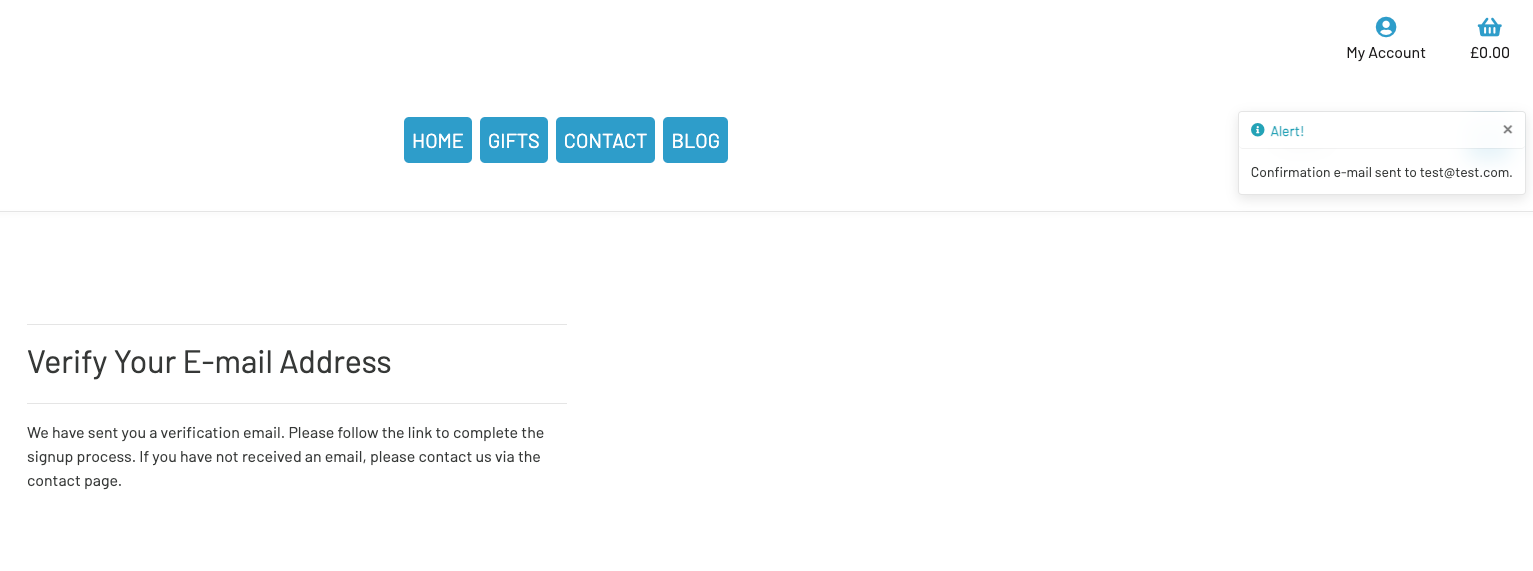 My Account
£0.00
HOME
GIFTS
CONTACT
BLOG
Alert!
Confirmation e-mail sent to test@test.com.
Verify Your E-mail Address
We have sent you a verification email. Please follow the link to complete the
signup process. If you have not received an email, please contact us via the
contact page.